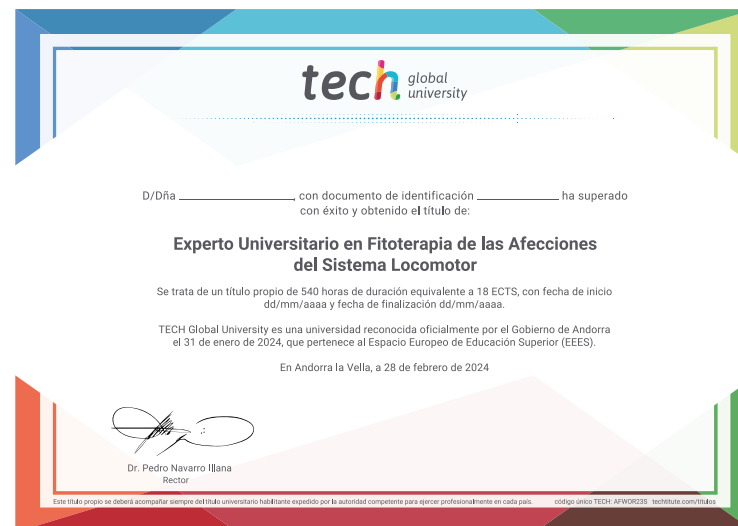 tech global university
D/Dña ____________________, con documento de identificación ______________ ha superado
con éxito y obtenido el título de:
Experto Universitario en Fitoterapia de las Afecciones
del Sistema Locomotor
Se trata de un título propio de 540 horas de duración equivalente a 18 ECTS, con fecha de inicio
dd/mm/aaaa y fecha de finalización dd/mm/aaaa.
TECH Global University es una universidad reconocida oficialmente por el Gobierno de Andorra
el 31 de enero de 2024, que pertenece al Espacio Europeo de Educación Superior (EEES).
En Andorra la Vella, a 28 de febrero de 2024
Dr. Pedro Navarro Illana
Rector
Este título propio se deberá acompañar siempre del título universitario habilitante expedido por la autoridad competente para ejercer profesionalmente en cada país. código único TECH: AFWOR23S techtitute.com/titulos